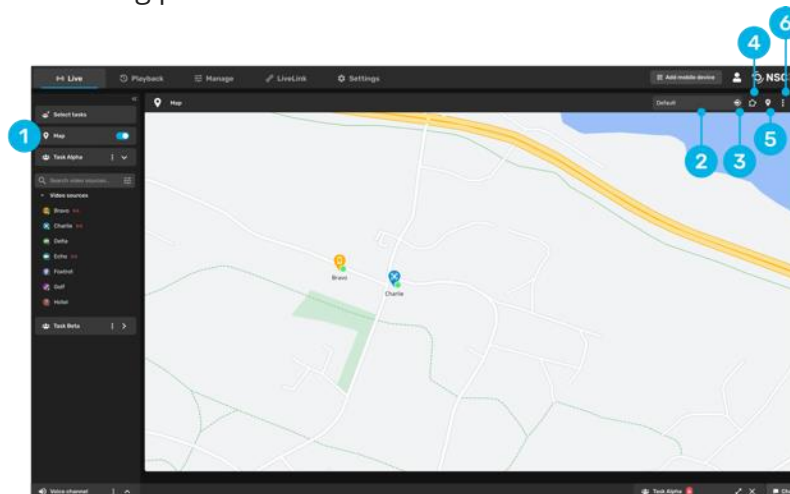 6
4
Live
Playback
Manage
LiveLink
Settings
Add mobile device
NSC
Select tasks
Map
Default
1
Map
Task Alpha
2
3
5
Search video sources...
Video sources
Bravo
Charlie
Delta
Echo
Foxtrot
Golf
Hotel
Task Beta
Bravo
Charlie
Voice channel
Task Alpha